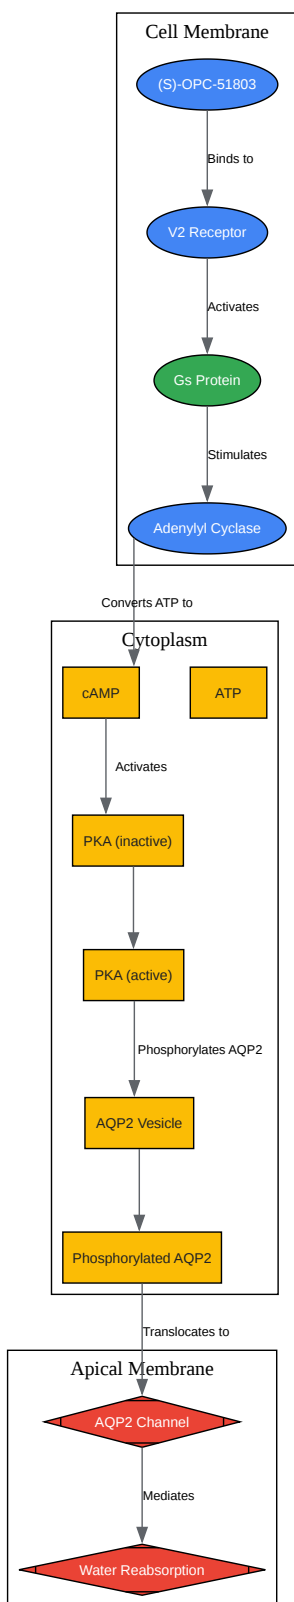 Cell Membrane
(S)-OPC-51803
Binds to
V2 Receptor
Activates
Gs Protein
Stimulates
Adenylyl Cyclase
Converts ATP to
Cytoplasm
cAMP
ATP
Activates
PKA (inactive)
PKA (active)
Phosphorylates AQP2
AQP2 Vesicle
Phosphorylated AQP2
Translocates to
Apical Membrane
AQP2 Channel
Mediates
Water Reabsorption